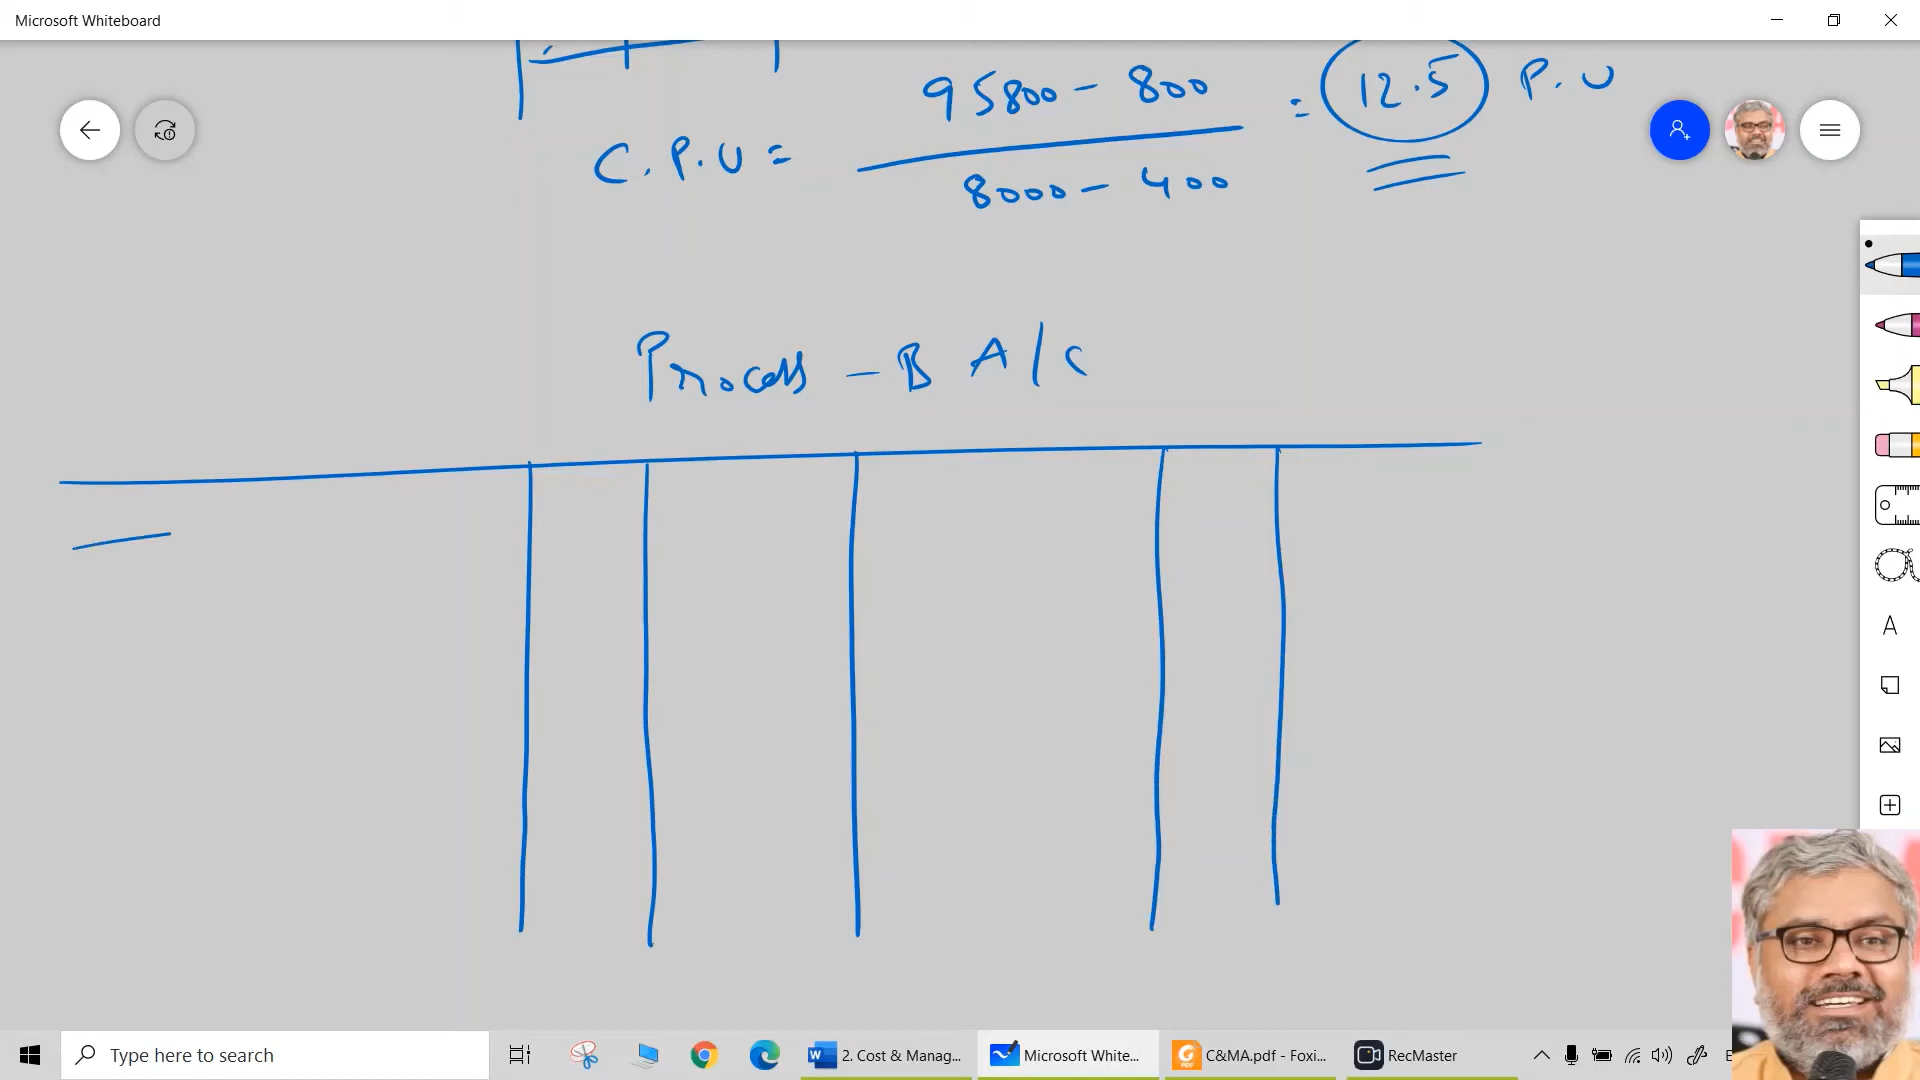 Microsoft Whiteboard
95800 - 800
C.P.U = = 12.5 P.U
8000 - 400
Process - B A/c
A
Type here to search
2. Cost & Manag...
Microsoft White...
C&MA.pdf - Foxi...
RecMaster
E